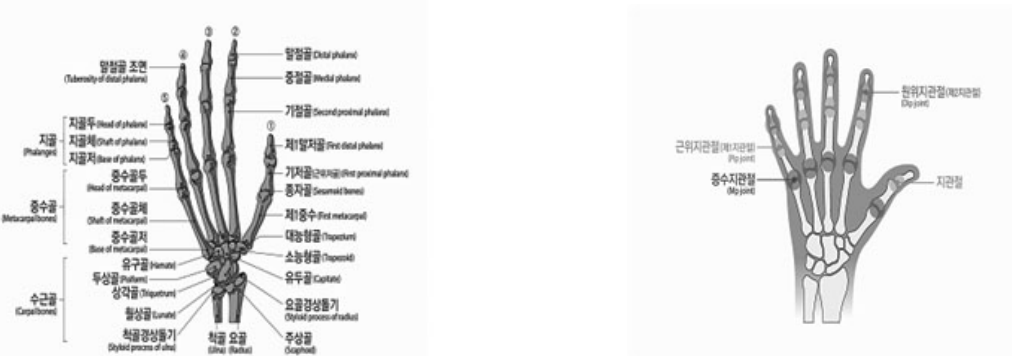 ③ ②
④
말절골 (Distal phalanx)
말절골 조면
(Tuberosity of distal phalanx)
중절골 (Medial phalanx)
⑤
기절골 (Second proximal phalanx)
①
지골두 (Head of phalanx)
지골
(Phalanges)
지골체 (Shaft of phalanx)
지골저 (Base of phalanx)
제1말저골 (First distal phalanx)
기저골(근위저골) (First proximal phalanx)
종자골 (Sesamoid bones)
중수골두
(Head of metacarpal)
중수골
(Metacarpal bones)
중수골체
(Shaft of metacarpal)
제1중수 (First metacarpal)
중수골저
(Base of metacarpal)
대능형골 (Trapezium)
소능형골 (Trapezoid)
유구골 (Hamate)
두상골 (Pisiform)
유두골 (Capitate)
상각골 (Triquetrum)
수근골
(Carpal bones)
월상골 (Lunate)
요골경상돌기
(Styloid process of radius)
척골경상돌기
(Styloid process of ulna)
척골 요골
(Ulna) (Radius)
주상골
(Scaphoid)
원위지관절(제2지관절)
(Dip joint)
근위지관절(제1지관절)
(Pip joint)
중수지관절
(Mp joint)
지관절